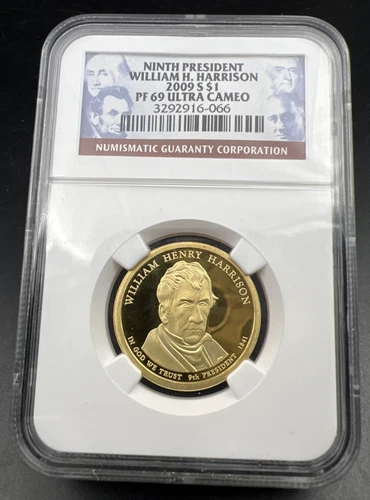 NINTH PRESIDENT
WILLIAM H. HARRISON
2009 S $1
PF 69 ULTRA CAMEO
3292916-066
NUMISMATIC GUARANTY CORPORATION
WILLIAM HENRY HARRISON
IN GOD WE TRUST 9th PRESIDENT 1841